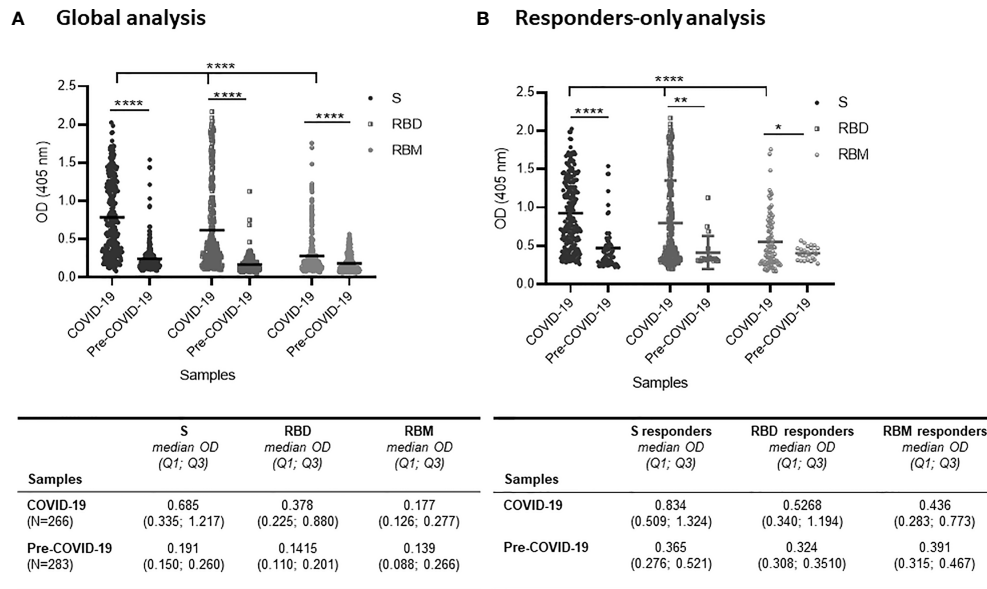 A Global analysis
****
****
****
****
2.5
2.0
1.5
1.0
0.5
0.0
OD (405 nm)
S
RBD
RBM
COVID-19
Pre-COVID-19
COVID-19
Pre-COVID-19
COVID-19
Pre-COVID-19
Samples
S RBD RBM
median OD median OD median OD
(Q1; Q3) (Q1; Q3) (Q1; Q3)
Samples
COVID-19 0.685 0.378 0.177
(N=266) (0.335; 1.217) (0.225; 0.880) (0.126; 0.277)
Pre-COVID-19 0.191 0.1415 0.139
(N=283) (0.150; 0.260) (0.110; 0.201) (0.088; 0.266)
B Responders-only analysis
****
****
**
*
2.5
2.0
1.5
1.0
0.5
0.0
OD (405 nm)
S
RBD
RBM
COVID-19
Pre-COVID-19
COVID-19
Pre-COVID-19
COVID-19
Pre-COVID-19
Samples
S responders RBD responders RBM responders
median OD median OD median OD
(Q1; Q3) (Q1; Q3) (Q1; Q3)
Samples
COVID-19 0.834 0.5268 0.436
(0.509; 1.324) (0.340; 1.194) (0.283; 0.773)
Pre-COVID-19 0.365 0.324 0.391
(0.276; 0.521) (0.308; 0.3510) (0.315; 0.467)